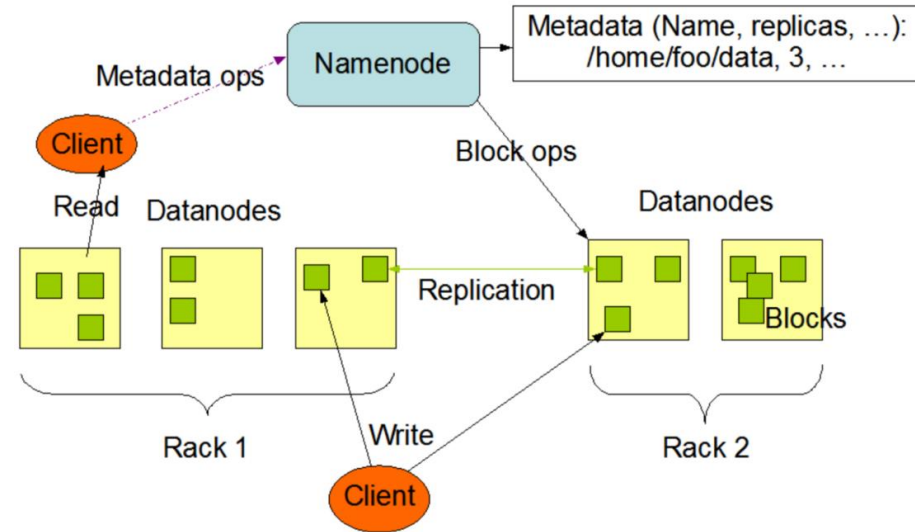 Metadata (Name, replicas, …):
/home/foo/data, 3, …
Namenode
Metadata ops
Client
Block ops
Read
Datanodes
Datanodes
Replication
Blocks
Rack 1
Write
Rack 2
Client